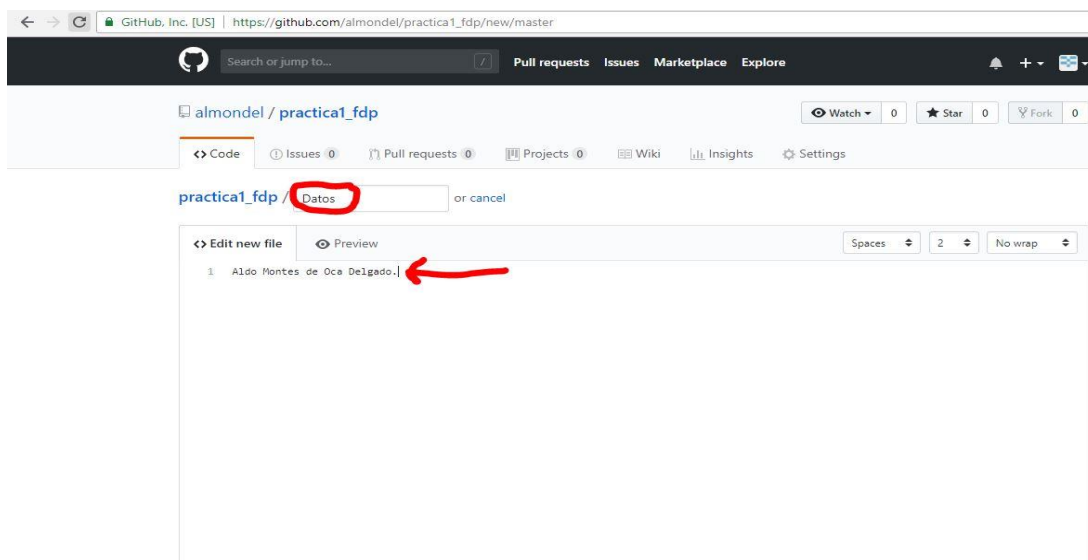 GitHub, Inc. [US] | https://github.com/almondel/practica1_fdp/new/master
Search or jump to... / Pull requests Issues Marketplace Explore
almondel / practica1_fdp Watch 0 Star 0 Fork 0
Code Issues 0 Pull requests 0 Projects 0 Wiki Insights Settings
practica1_fdp / Datos or cancel
Edit new file Preview Spaces 2 No wrap
1 Aldo Montes de Oca Delgado.